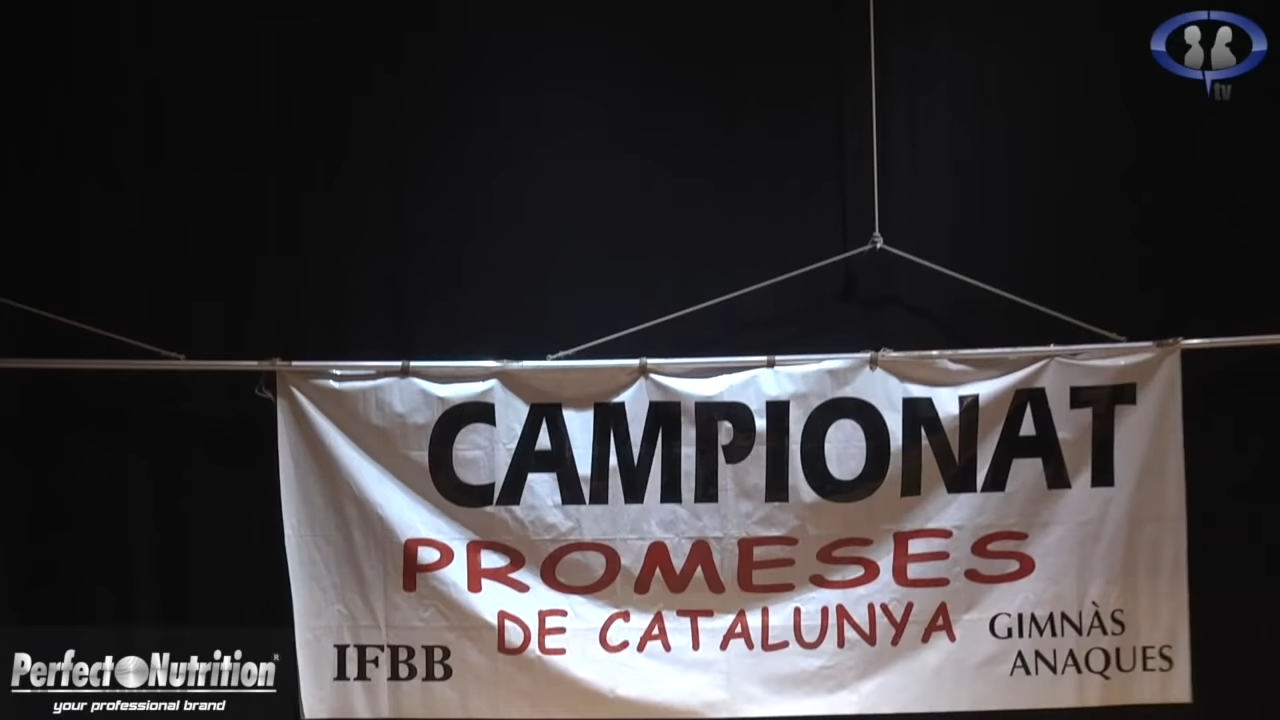 tv
CAMPIONAT
PROMESES
DE CATALUNYA
IFBB
GIMNÀS
ANAQUES
Perfect Nutrition®
your professional brand